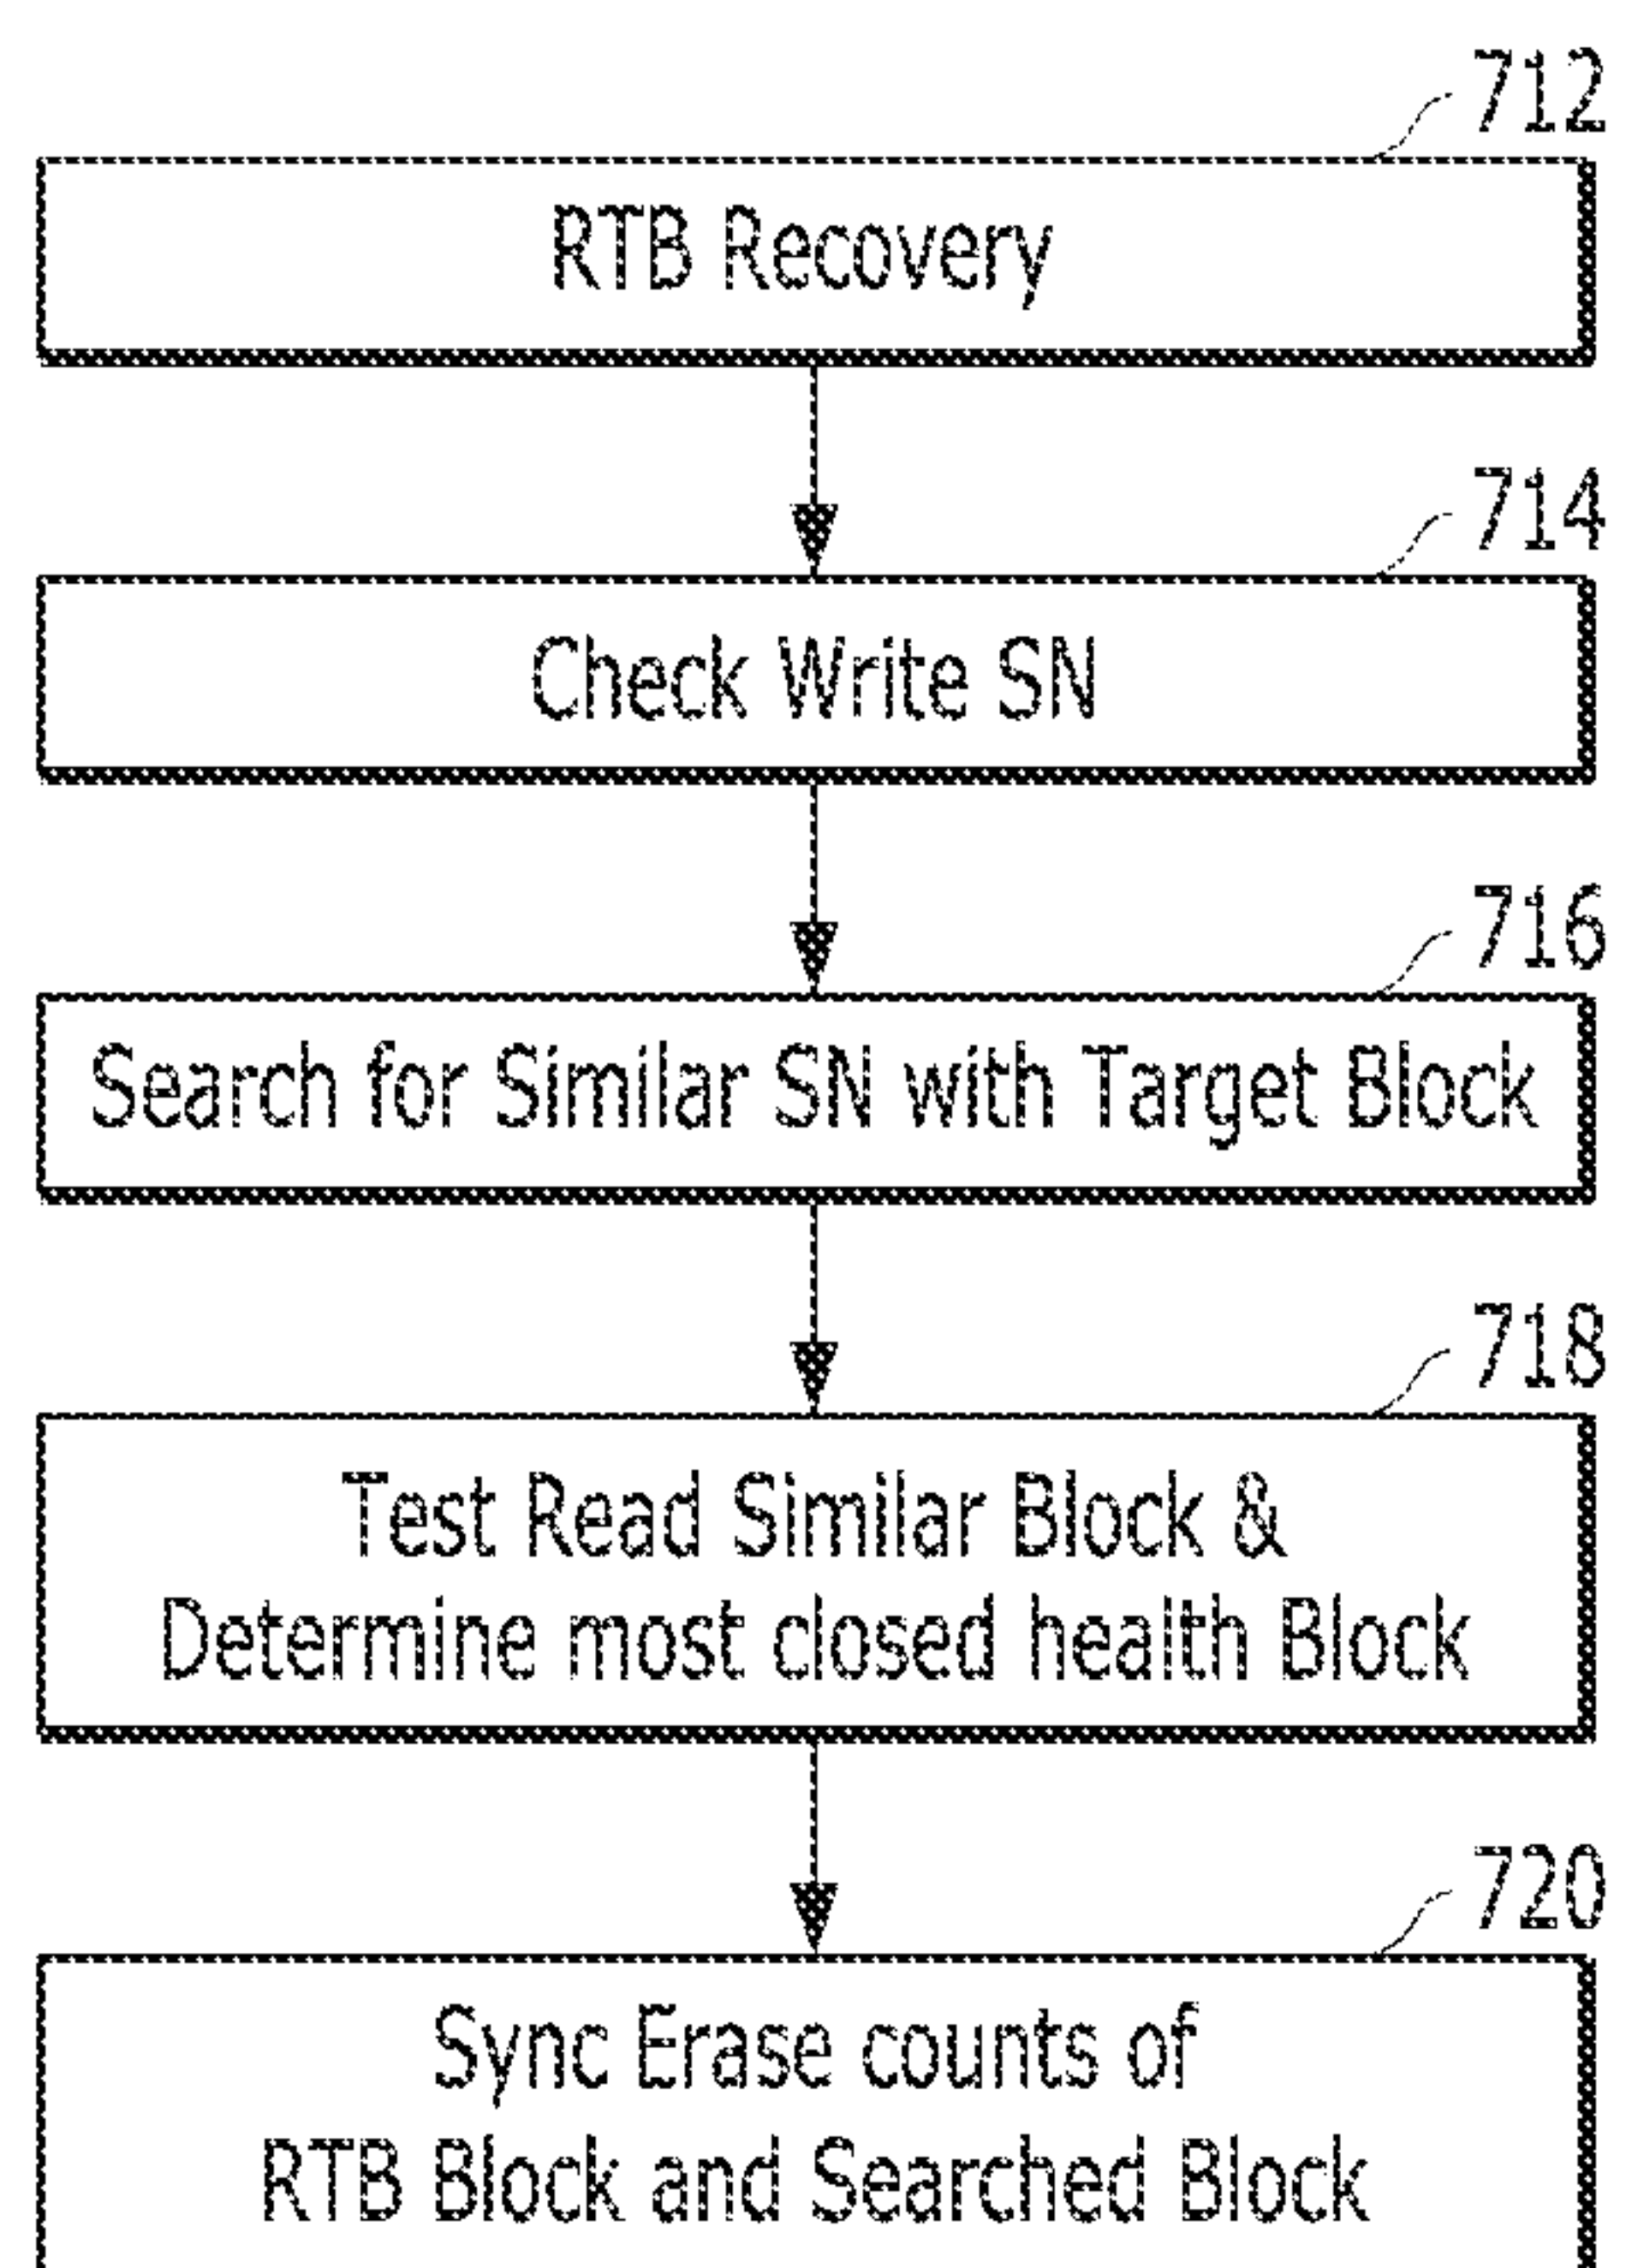 712
RTB Recovery
714
Check Write SN
716
Search for Similar SN with Target Block
718
Test Read Similar Block &
Determine most closed health Block
720
Sync Erase counts of
RTB Block and Searched Block